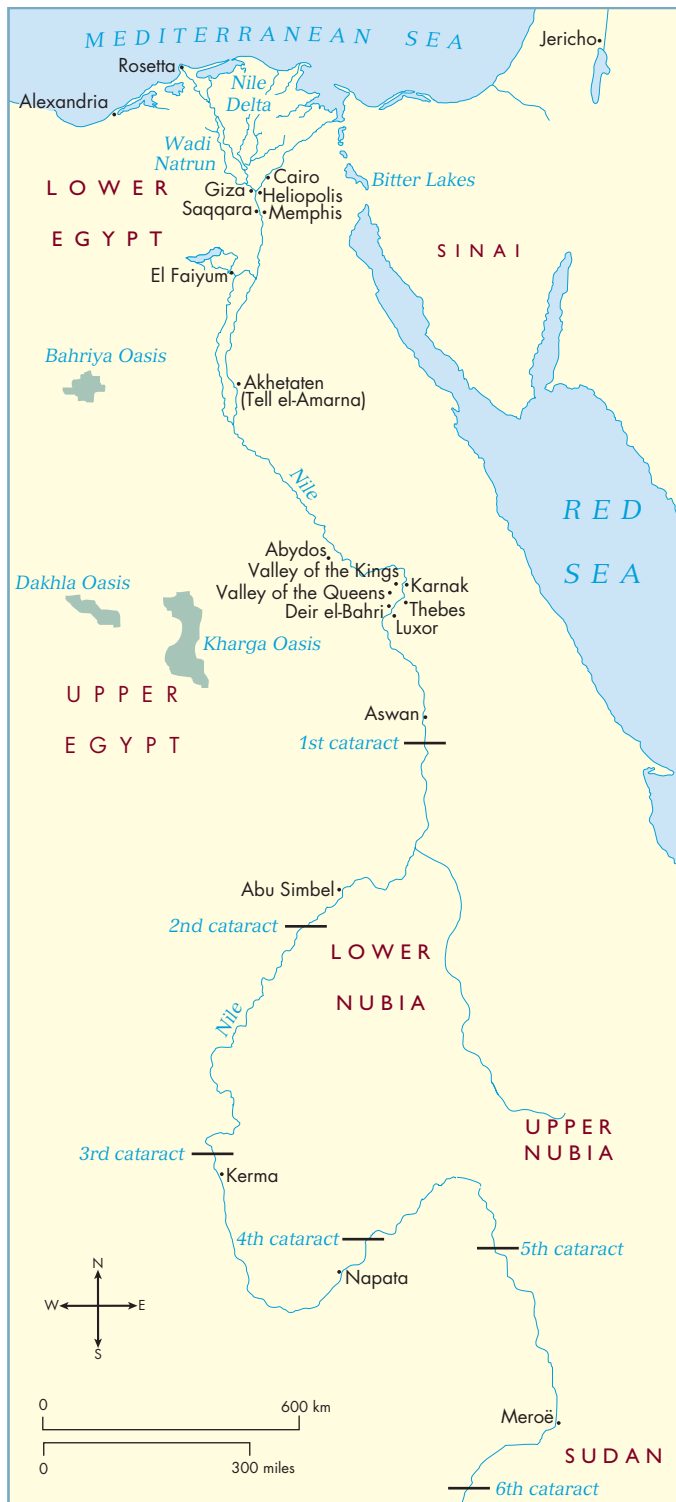 MEDITERRANEAN SEA
Jericho
Rosetta
Nile
Delta
Alexandria
Wadi
Natrun
Cairo
Bitter Lakes
Giza
Heliopolis
Saqqara
Memphis
LOWER
EGYPT
SINAI
El Faiyum
Bahriya Oasis
Akhetaten
(Tell el-Amarna)
Nile
RED
SEA
Abydos
Valley of the Kings
Karnak
Valley of the Queens
Thebes
Deir el-Bahri
Luxor
Dakhla Oasis
Kharga Oasis
UPPER
EGYPT
Aswan
1st cataract
Abu Simbel
2nd cataract
LOWER
NUBIA
Nile
UPPER
NUBIA
3rd cataract
Kerma
4th cataract
5th cataract
Napata
N
W E
S
0 600 km
0 300 miles
Meroë
SUDAN
6th cataract